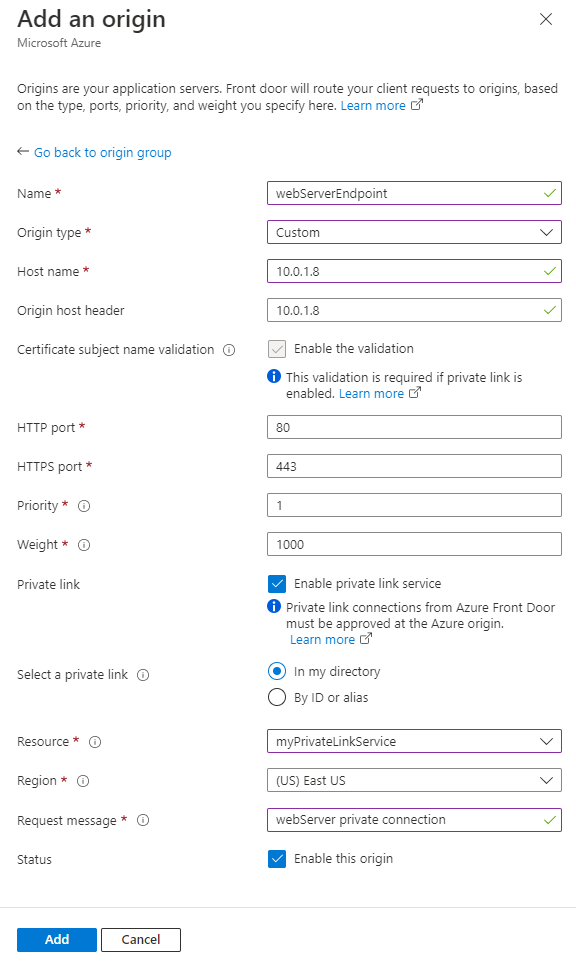 Add an origin
Microsoft Azure
Origins are your application servers. Front door will route your client requests to origins, based
on the type, ports, priority, and weight you specify here. Learn more
Go back to origin group
Name *
webServerEndpoint
Origin type *
Custom
Host name *
10.0.1.8
Origin host header
10.0.1.8
Certificate subject name validation
Enable the validation
This validation is required if private link is
enabled. Learn more
HTTP port *
80
HTTPS port *
443
Priority *
1
Weight *
1000
Private link
Enable private link service
Private link connections from Azure Front Door
must be approved at the Azure origin.
Learn more
Select a private link
In my directory
By ID or alias
Resource *
myPrivateLinkService
Region *
(US) East US
Request message *
webServer private connection
Status
Enable this origin
Add
Cancel